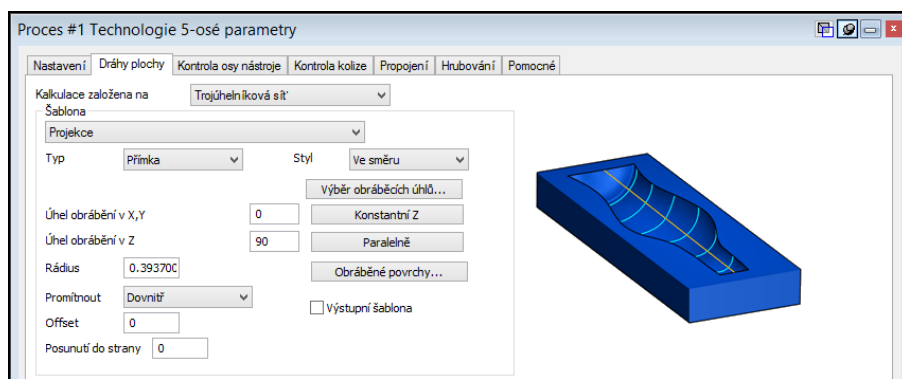 Proces #1 Technologie 5-osé parametry
Nastavení Dráhy plochy Kontrola osy nástroje Kontrola kolize Propojení Hrubování Pomocné
Kalkulace založena na Trojúhelníková síť
Šablona
Projekce
Typ Přímka Styl Ve směru
Výběr obráběcích úhlů...
Úhel obrábění v X,Y 0 Konstantní Z
Úhel obrábění v Z 90 Paralelně
Rádius 0.39370 Obráběné povrchy...
Promítnout Dovnitř
Výstupní šablona
Offset 0
Posunutí do strany 0